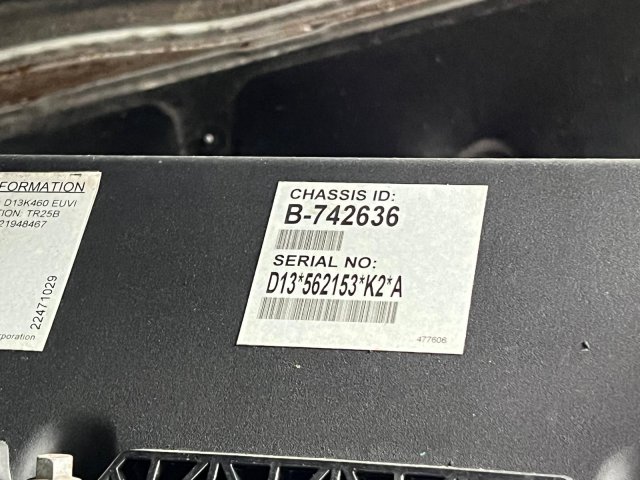 FORMATION
D13K460 EUVI
TION: TR25B
21948467
22471029
rporation
CHASSIS ID:
B-742636
SERIAL NO:
D13*562153*K2*A
477606